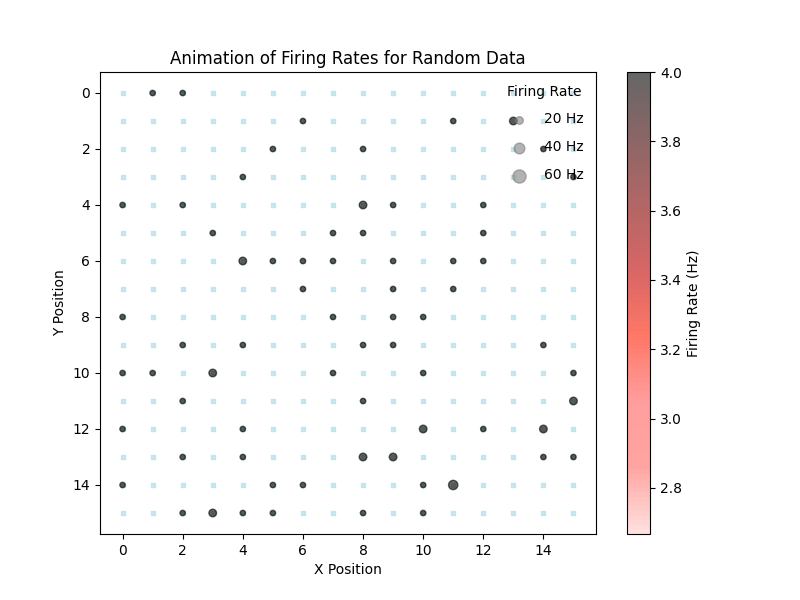 Animation of Firing Rates for Random Data
Firing Rate
20 Hz
40 Hz
60 Hz
0
2
4
6
8
10
12
14
Y Position
0 2 4 6 8 10 12 14
X Position
4.0
3.8
3.6
3.4
3.2
3.0
2.8
Firing Rate (Hz)